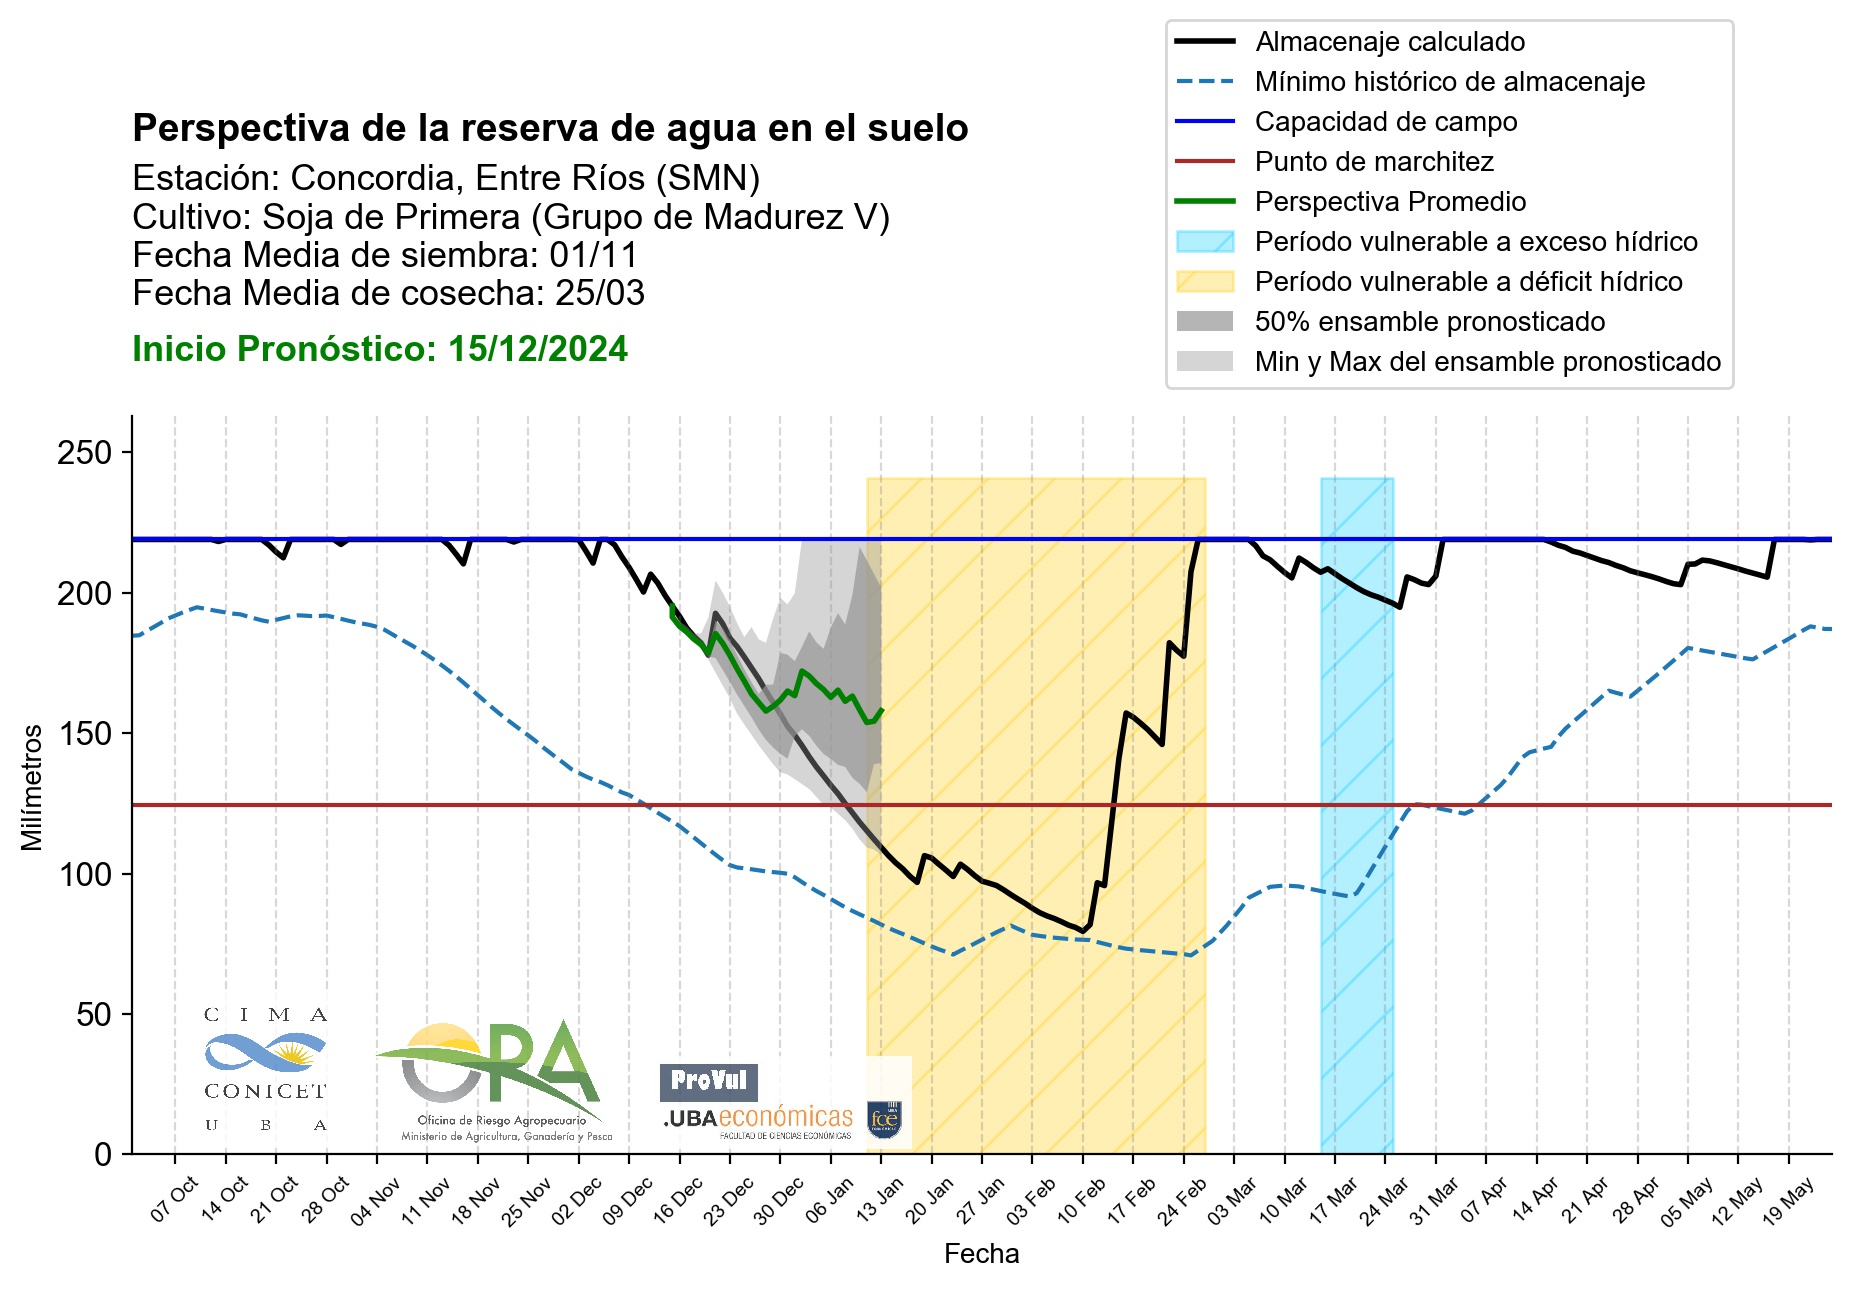 Almacenaje calculado
Mínimo histórico de almacenaje
Capacidad de campo
Punto de marchitez
Perspectiva Promedio
Período vulnerable a exceso hídrico
Período vulnerable a déficit hídrico
50% ensamble pronosticado
Min y Max del ensamble pronosticado
Perspectiva de la reserva de agua en el suelo
Estación: Concordia, Entre Ríos (SMN)
Cultivo: Soja de Primera (Grupo de Madurez V)
Fecha Media de siembra: 01/11
Fecha Media de cosecha: 25/03
Inicio Pronóstico: 15/12/2024
Milímetros
250
200
150
100
50
0
C I M A
CONICET
U B A
OPA
Oficina de Riesgo Agropecuario
Ministerio de Agricultura, Ganadería y Pesca
ProVul
.UBAeconómicas
FACULTAD DE CIENCIAS ECONÓMICAS
UBA
fce
07 Oct
14 Oct
21 Oct
28 Oct
04 Nov
11 Nov
18 Nov
25 Nov
02 Dec
09 Dec
16 Dec
23 Dec
30 Dec
06 Jan
13 Jan
20 Jan
27 Jan
03 Feb
10 Feb
17 Feb
24 Feb
03 Mar
10 Mar
17 Mar
24 Mar
31 Mar
07 Apr
14 Apr
21 Apr
28 Apr
05 May
12 May
19 May
Fecha